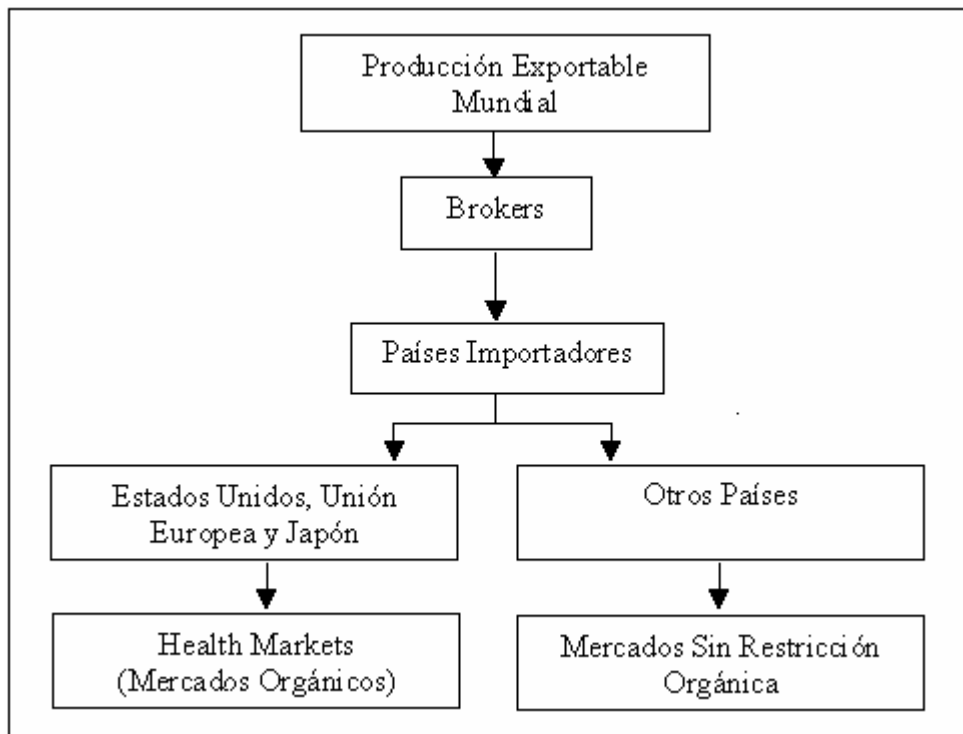 Producción Exportable
Mundial
Brokers
Países Importadores
Estados Unidos, Unión
Europea y Japón
Otros Países
Health Markets
(Mercados Orgánicos)
Mercados Sin Restricción
Orgánica